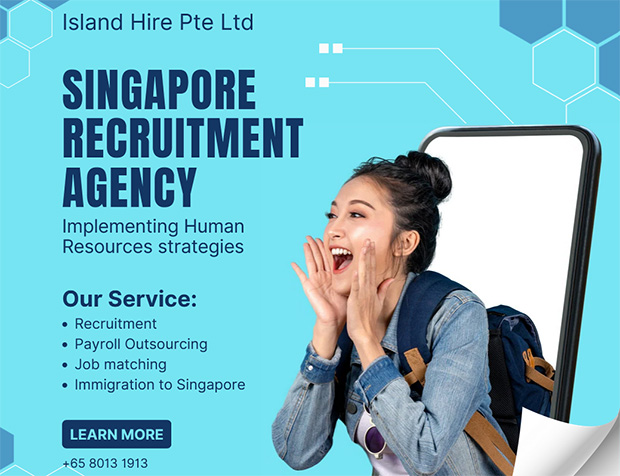 Island Hire Pte Ltd
SINGAPORE
RECRUITMENT
AGENCY
Implementing Human
Resources strategies
Our Service:
• Recruitment
• Payroll Outsourcing
• Job matching
• Immigration to Singapore
LEARN MORE
+65 8013 1913